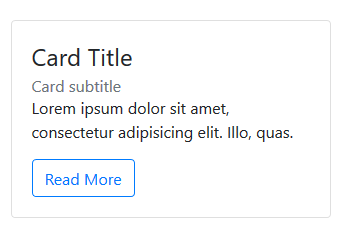 Card Title
Card subtitle
Lorem ipsum dolor sit amet,
consectetur adipisicing elit. Illo, quas.
Read More